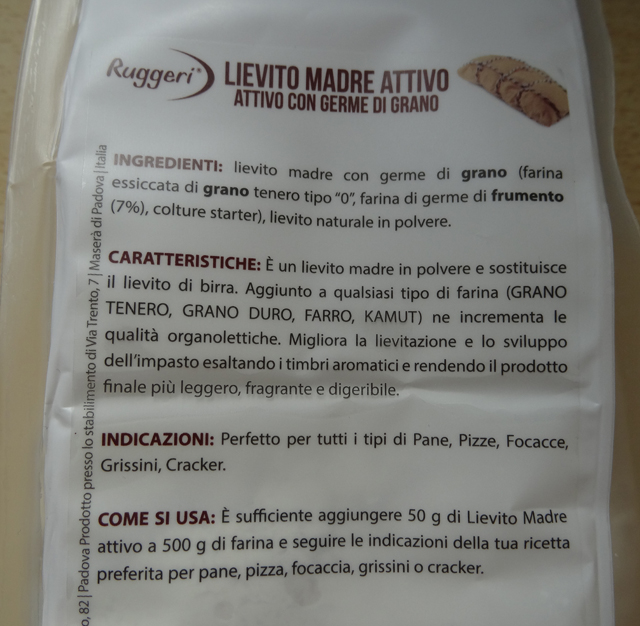 Ruggeri®
LIEVITO MADRE ATTIVO
ATTIVO CON GERME DI GRANO
INGREDIENTI: lievito madre con germe di grano (farina
essiccata di grano tenero tipo "0", farina di germe di frumento
(7%), colture starter), lievito naturale in polvere.
CARATTERISTICHE: È un lievito madre in polvere e sostituisce
il lievito di birra. Aggiunto a qualsiasi tipo di farina (GRANO
TENERO, GRANO DURO, FARRO, KAMUT) ne incrementa le
qualità organolettiche. Migliora la lievitazione e lo sviluppo
dell'impasto esaltando i timbri aromatici e rendendo il prodotto
finale più leggero, fragrante e digeribile.
INDICAZIONI: Perfetto per tutti i tipi di Pane, Pizze, Focacce,
Grissini, Cracker.
COME SI USA: È sufficiente aggiungere 50 g di Lievito Madre
attivo a 500 g di farina e seguire le indicazioni della tua ricetta
preferita per pane, pizza, focaccia, grissini o cracker.
82 | Padova Prodotto presso lo stabilimento di Via Trento, 7 | Maserà di Padova | Italia